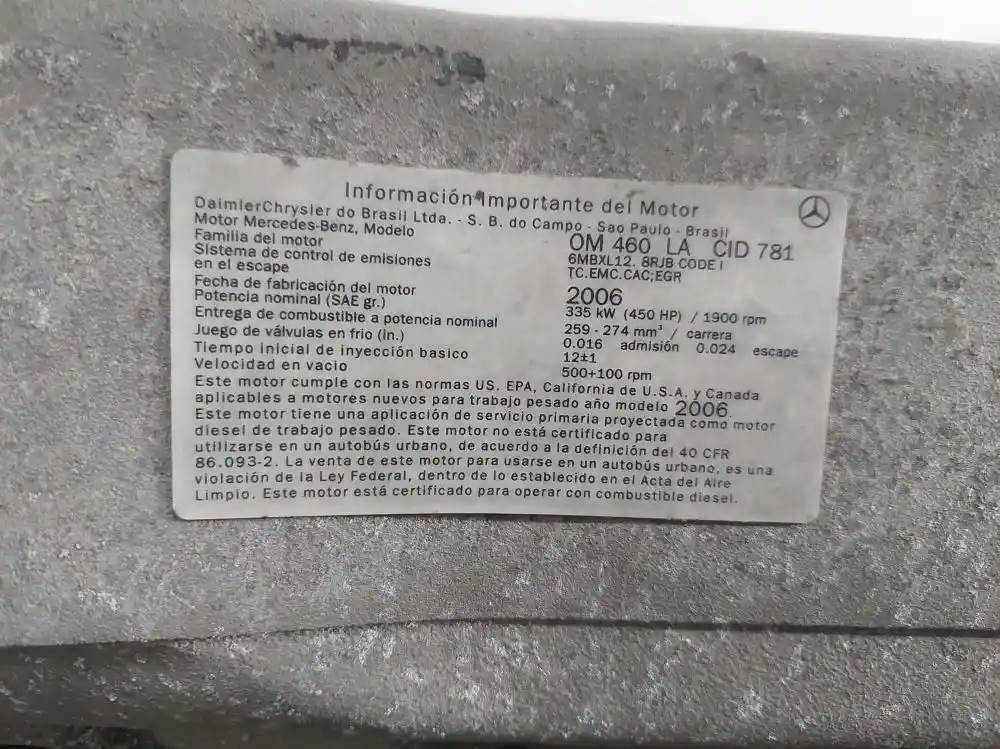 Información Importante del Motor
DaimlerChrysler do Brasil Ltda. - S. B. do Campo - Sao Paulo - Brasil
Motor Mercedes-Benz, Modelo OM 460 LA CID 781
Familia del motor 6MBXL12. 8RJB CODE I
Sistema de control de emisiones TC.EMC.CAC;EGR
en el escape
Fecha de fabricación del motor 2006
Potencia nominal (SAE gr.) 335 kW (450 HP) / 1900 rpm
Entrega de combustible a potencia nominal 259 - 274 mm³ / carrera
Juego de válvulas en frio (in.) 0.016 admisión 0.024 escape
Tiempo inicial de inyección basico 12±1
Velocidad en vacio 500+100 rpm
Este motor cumple con las normas US. EPA, California de U.S.A. y Canada
aplicables a motores nuevos para trabajo pesado año modelo 2006.
Este motor tiene una aplicación de servicio primaria proyectada como motor
diesel de trabajo pesado. Este motor no está certificado para
utilizarse en un autobús urbano, de acuerdo a la definición del 40 CFR
86.093-2. La venta de este motor para usarse en un autobús urbano, es una
violación de la Ley Federal, dentro de lo establecido en el Acta del Aire
Limpio. Este motor está certificado para operar con combustible diesel.